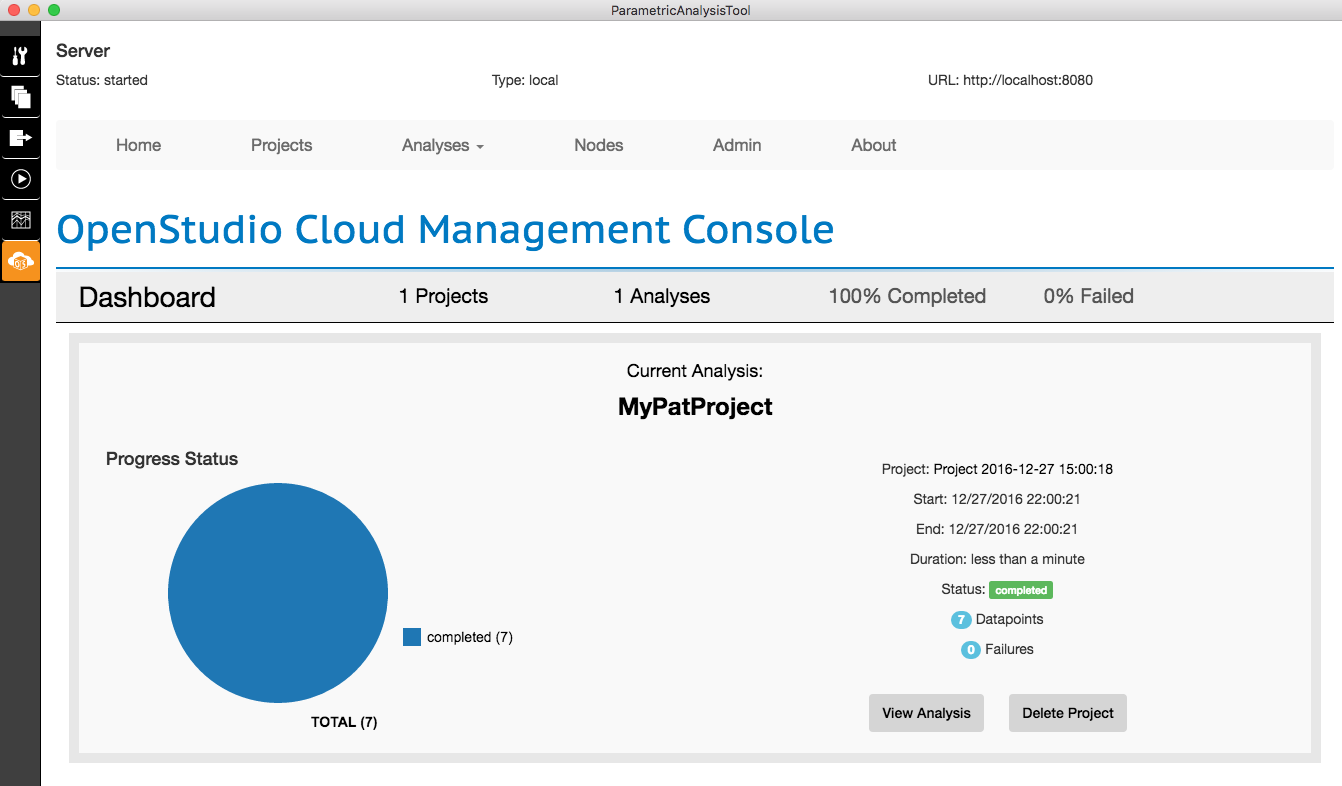 ParametricAnalysisTool
Server
Status: started Type: local URL: http://localhost:8080
Home Projects Analyses Nodes Admin About
OpenStudio Cloud Management Console
Dashboard 1 Projects 1 Analyses 100% Completed 0% Failed
Current Analysis:
MyPatProject
Progress Status
completed (7)
TOTAL (7)
Project: Project 2016-12-27 15:00:18
Start: 12/27/2016 22:00:21
End: 12/27/2016 22:00:21
Duration: less than a minute
Status: completed
7 Datapoints
0 Failures
View Analysis Delete Project